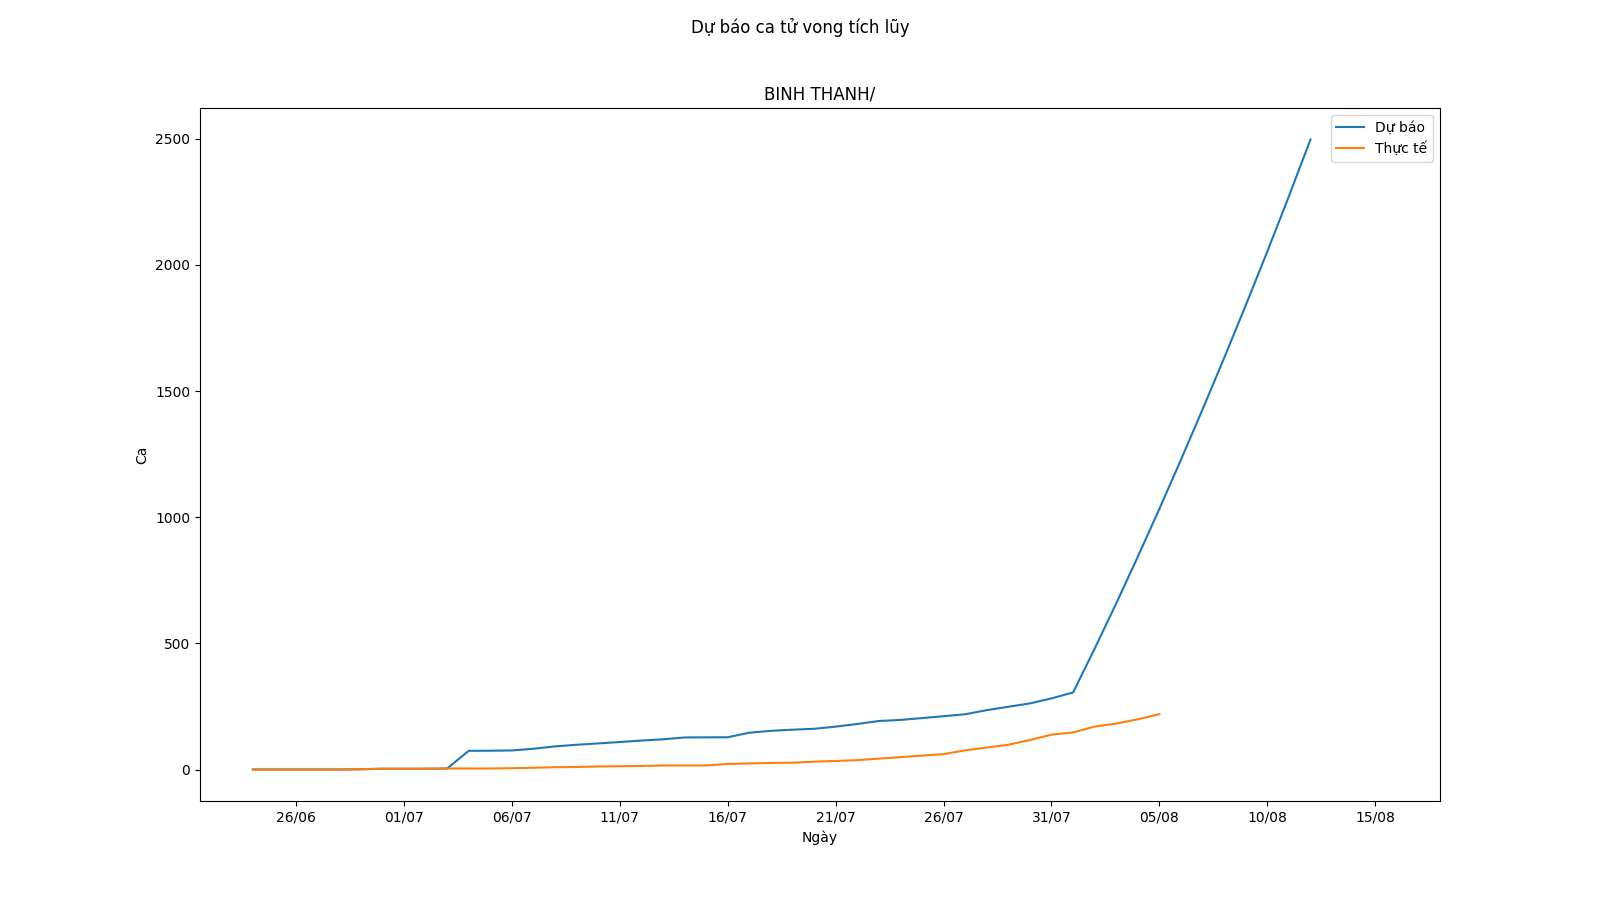 Dự báo ca tử vong tích lũy
BINH THANH/
Dự báo
Thực tế
2500
2000
1500
1000
500
0
Ca
26/06 01/07 06/07 11/07 16/07 21/07 26/07 31/07 05/08 10/08 15/08
Ngày